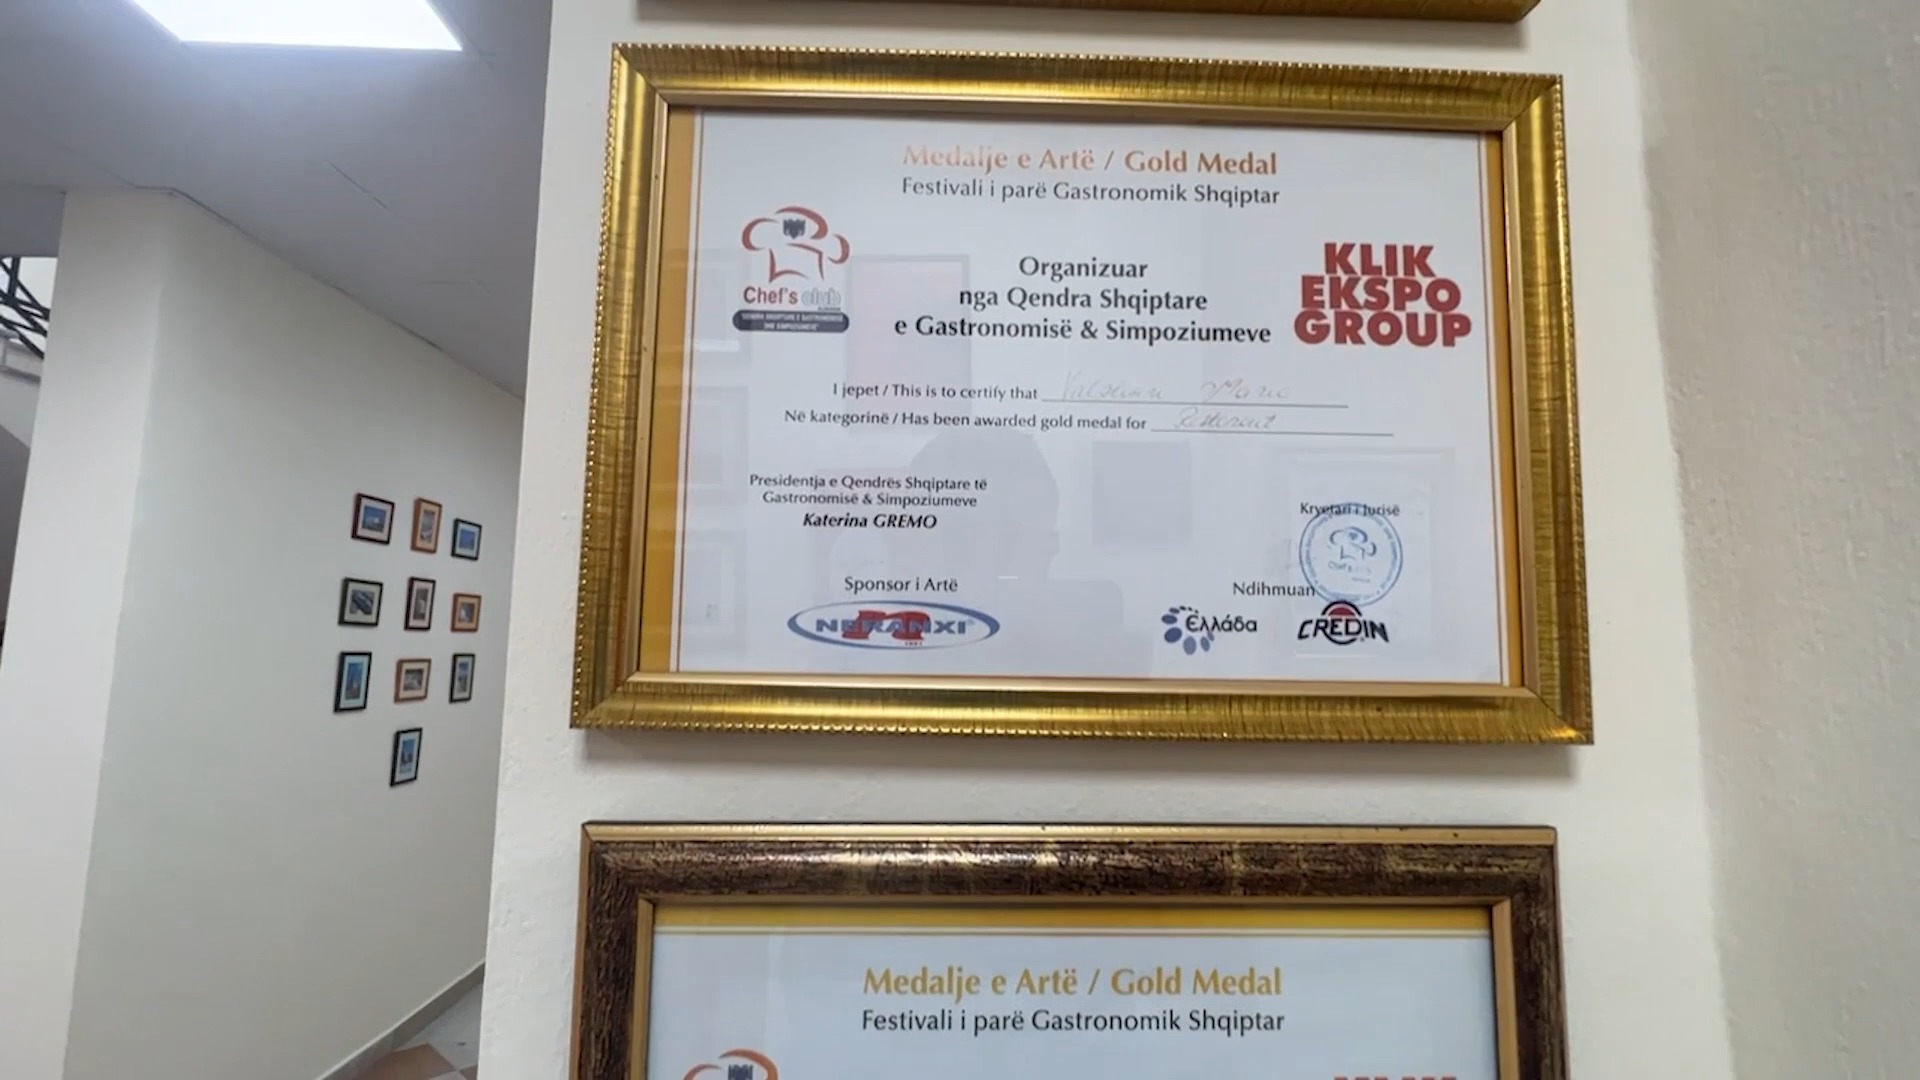 Medalje e Artë / Gold Medal
Festivali i parë Gastronomik Shqiptar
Chef's club
Organizuar
nga Qendra Shqiptare
e Gastronomisë & Simpoziumeve
KLIK
EKSPO
GROUP
I jepet / This is to certify that
Në kategorinë / Has been awarded gold medal for
Presidentja e Qendrës Shqiptare të
Gastronomisë & Simpoziumeve
Katerina GREMO
Kryetari i Jurisë
Sponsor i Artë
NERANXI
Ndihmuan
Ελλάδα
CREDIN
Medalje e Artë / Gold Medal
Festivali i parë Gastronomik Shqiptar